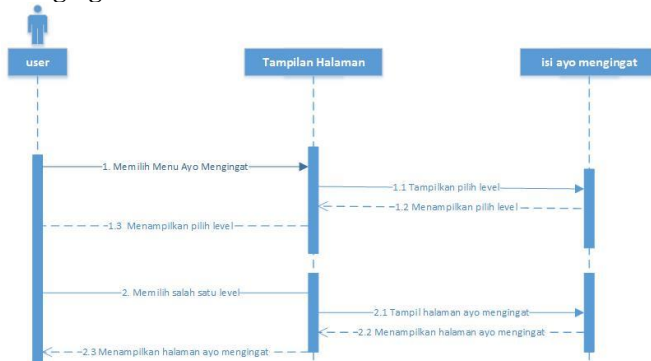 user
Tampilan Halaman
isi ayo mengingat
1. Memilih Menu Ayo Mengingat
1.1 Tampilkan pilih level
1.2 Menampilkan pilih level
1.3 Menampilkan pilih level
2. Memilih salah satu level
2.1 Tampil halaman ayo mengingat
2.2 Menampilkan halaman ayo mengingat
2.3 Menampilkan halaman ayo mengingat